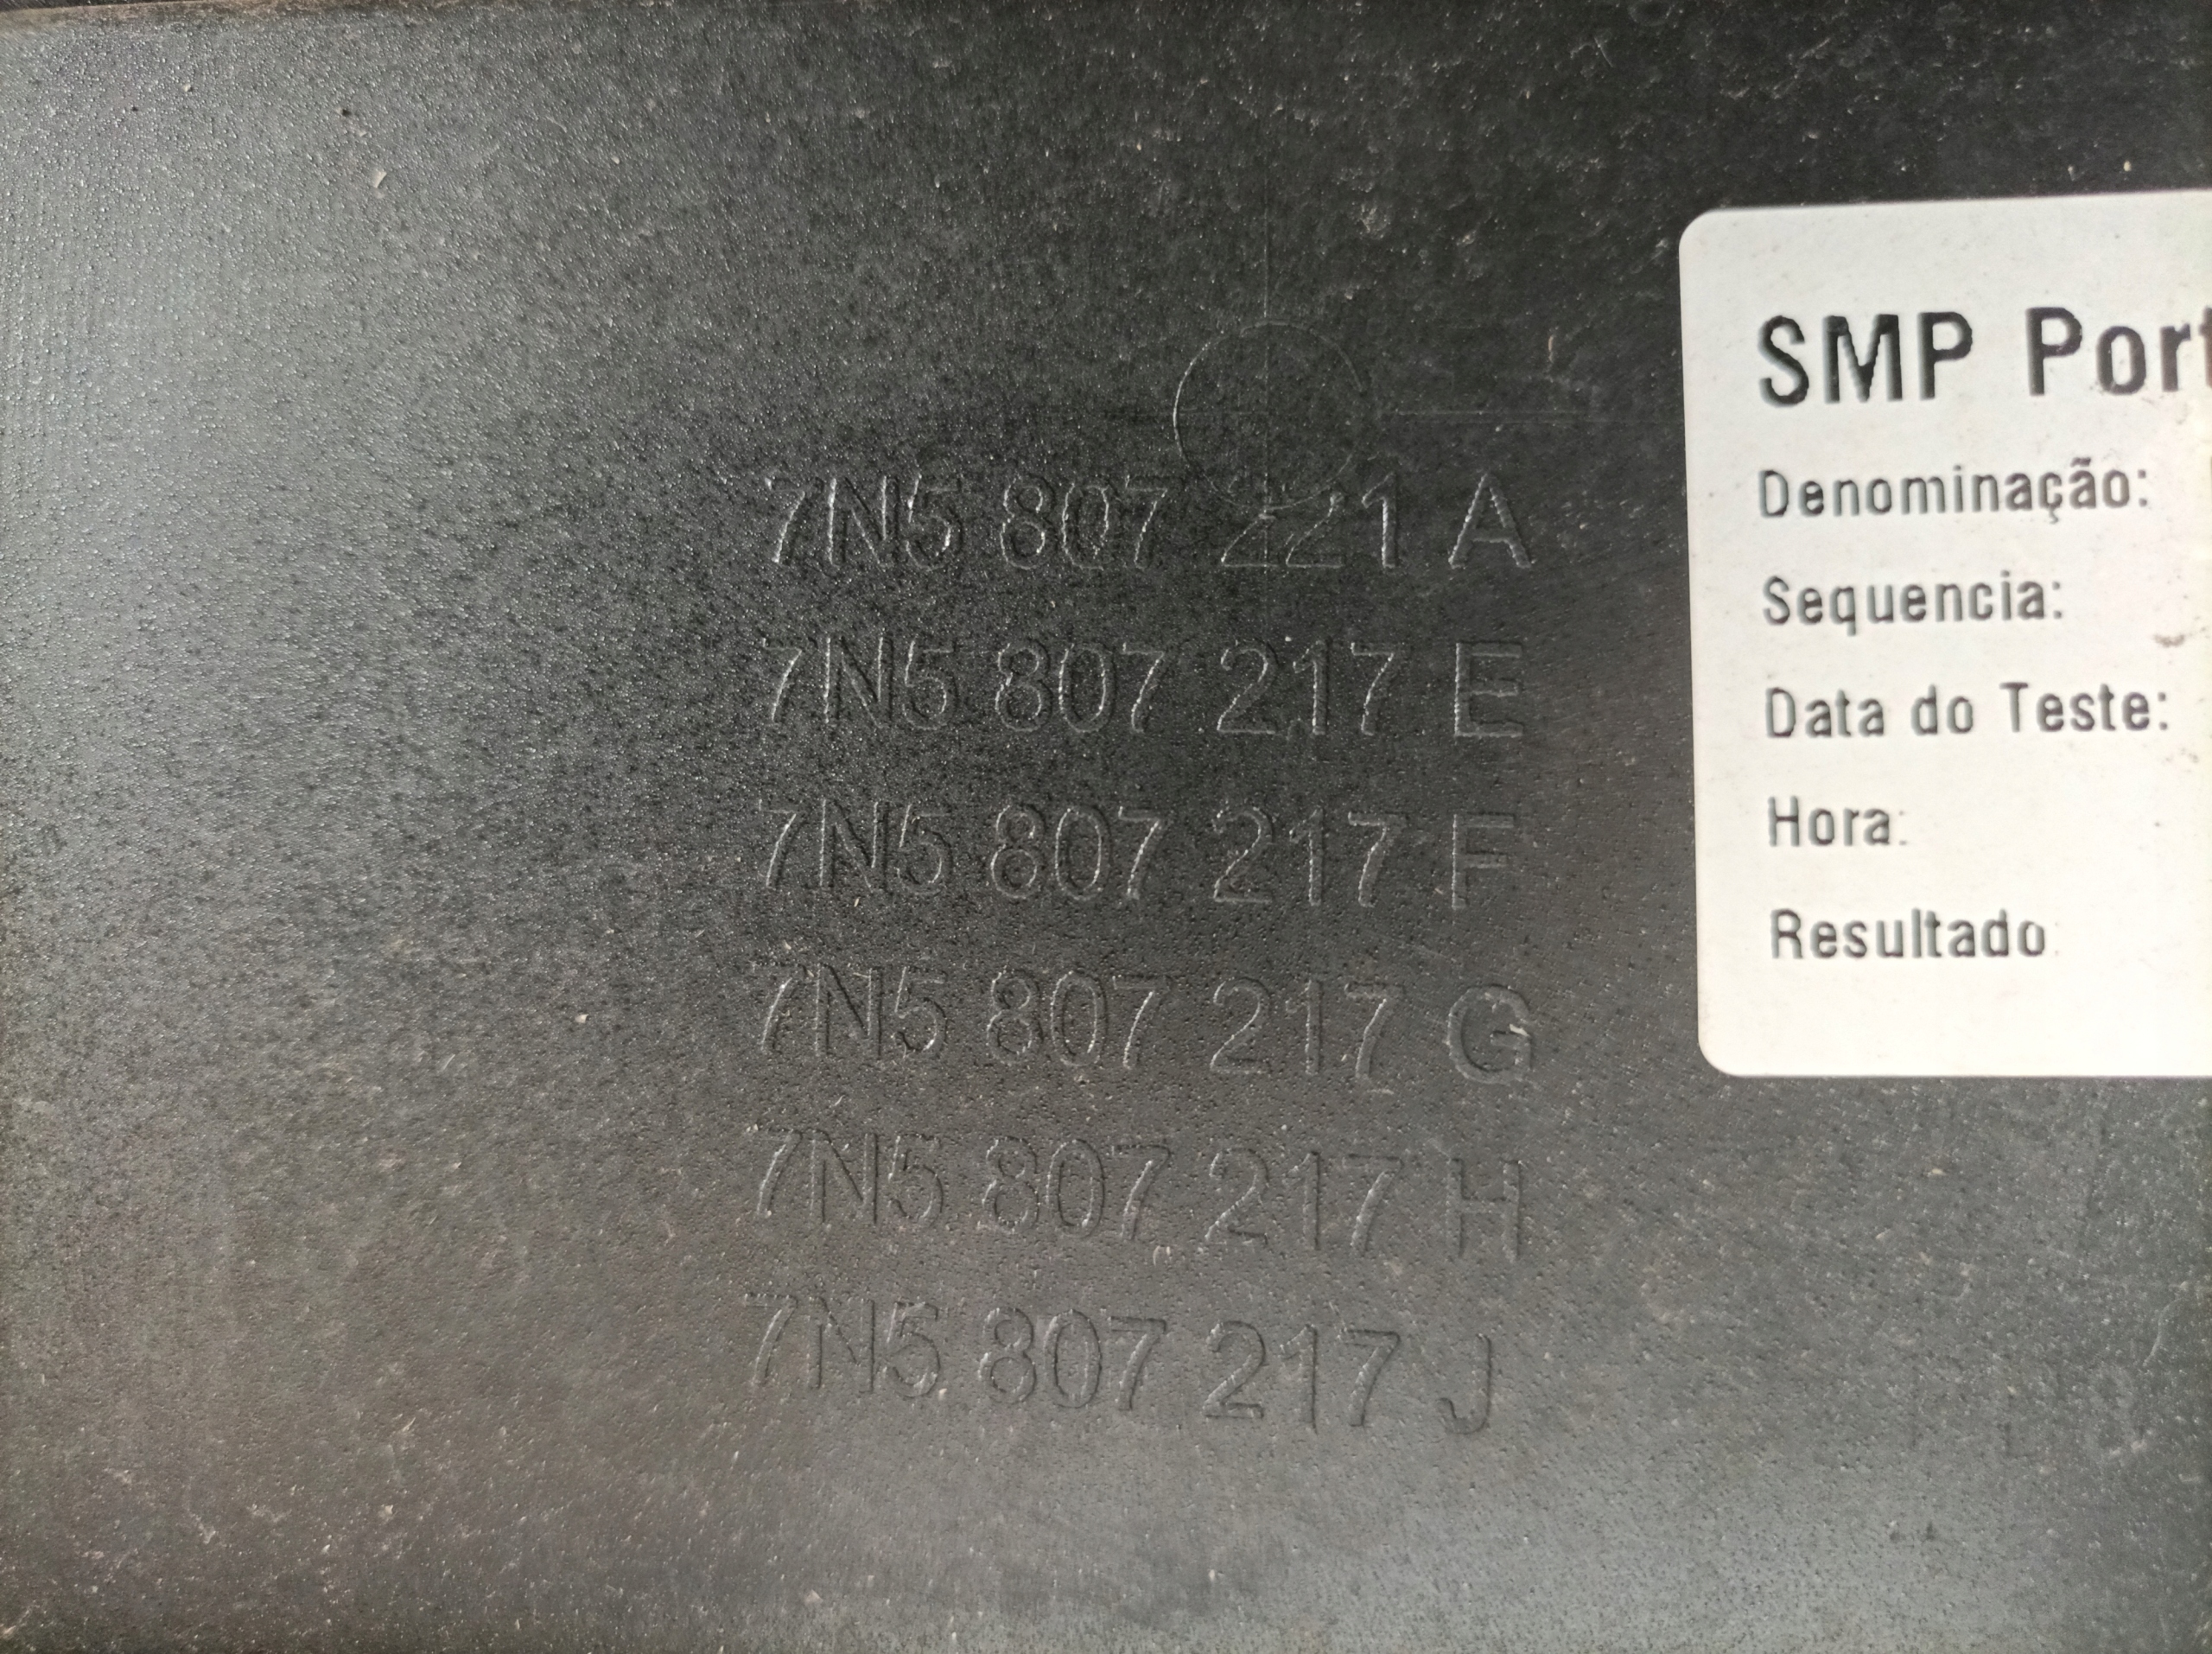 7N5 807 221 A
7N5 807 217 E
7N5 807 217 F
7N5 807 217 G
7N5 807 217 H
7N5 807 217 J
SMP
Denominação:
Sequencia:
Data do Teste:
Hora:
Resultado: